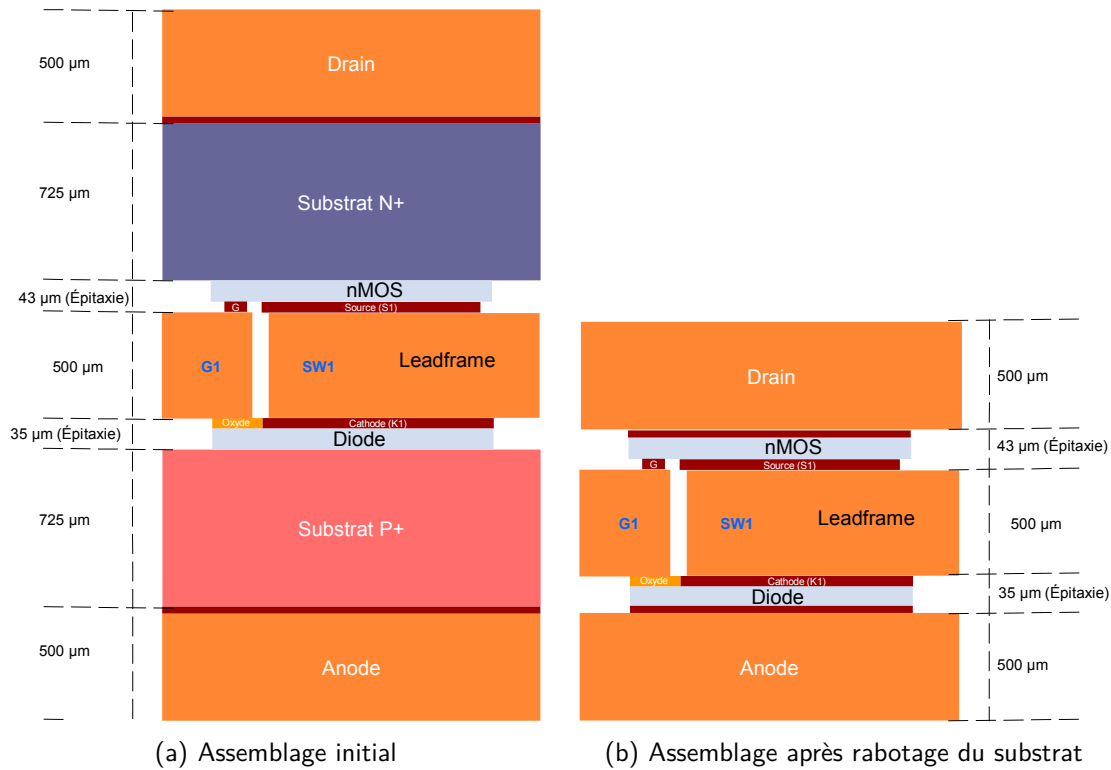 500 µm
Drain
725 µm
Substrat N+
43 µm (Épitaxie)
nMOS
G
Source (S1)
500 µm
G1
SW1
Leadframe
35 µm (Épitaxie)
Oxyde
Cathode (K1)
Diode
725 µm
Substrat P+
500 µm
Anode
(a) Assemblage initial
Drain
500 µm
nMOS
43 µm (Épitaxie)
G
Source (S1)
G1
SW1
Leadframe
500 µm
Oxyde
Cathode (K1)
Diode
35 µm (Épitaxie)
Anode
500 µm
(b) Assemblage après rabotage du substrat